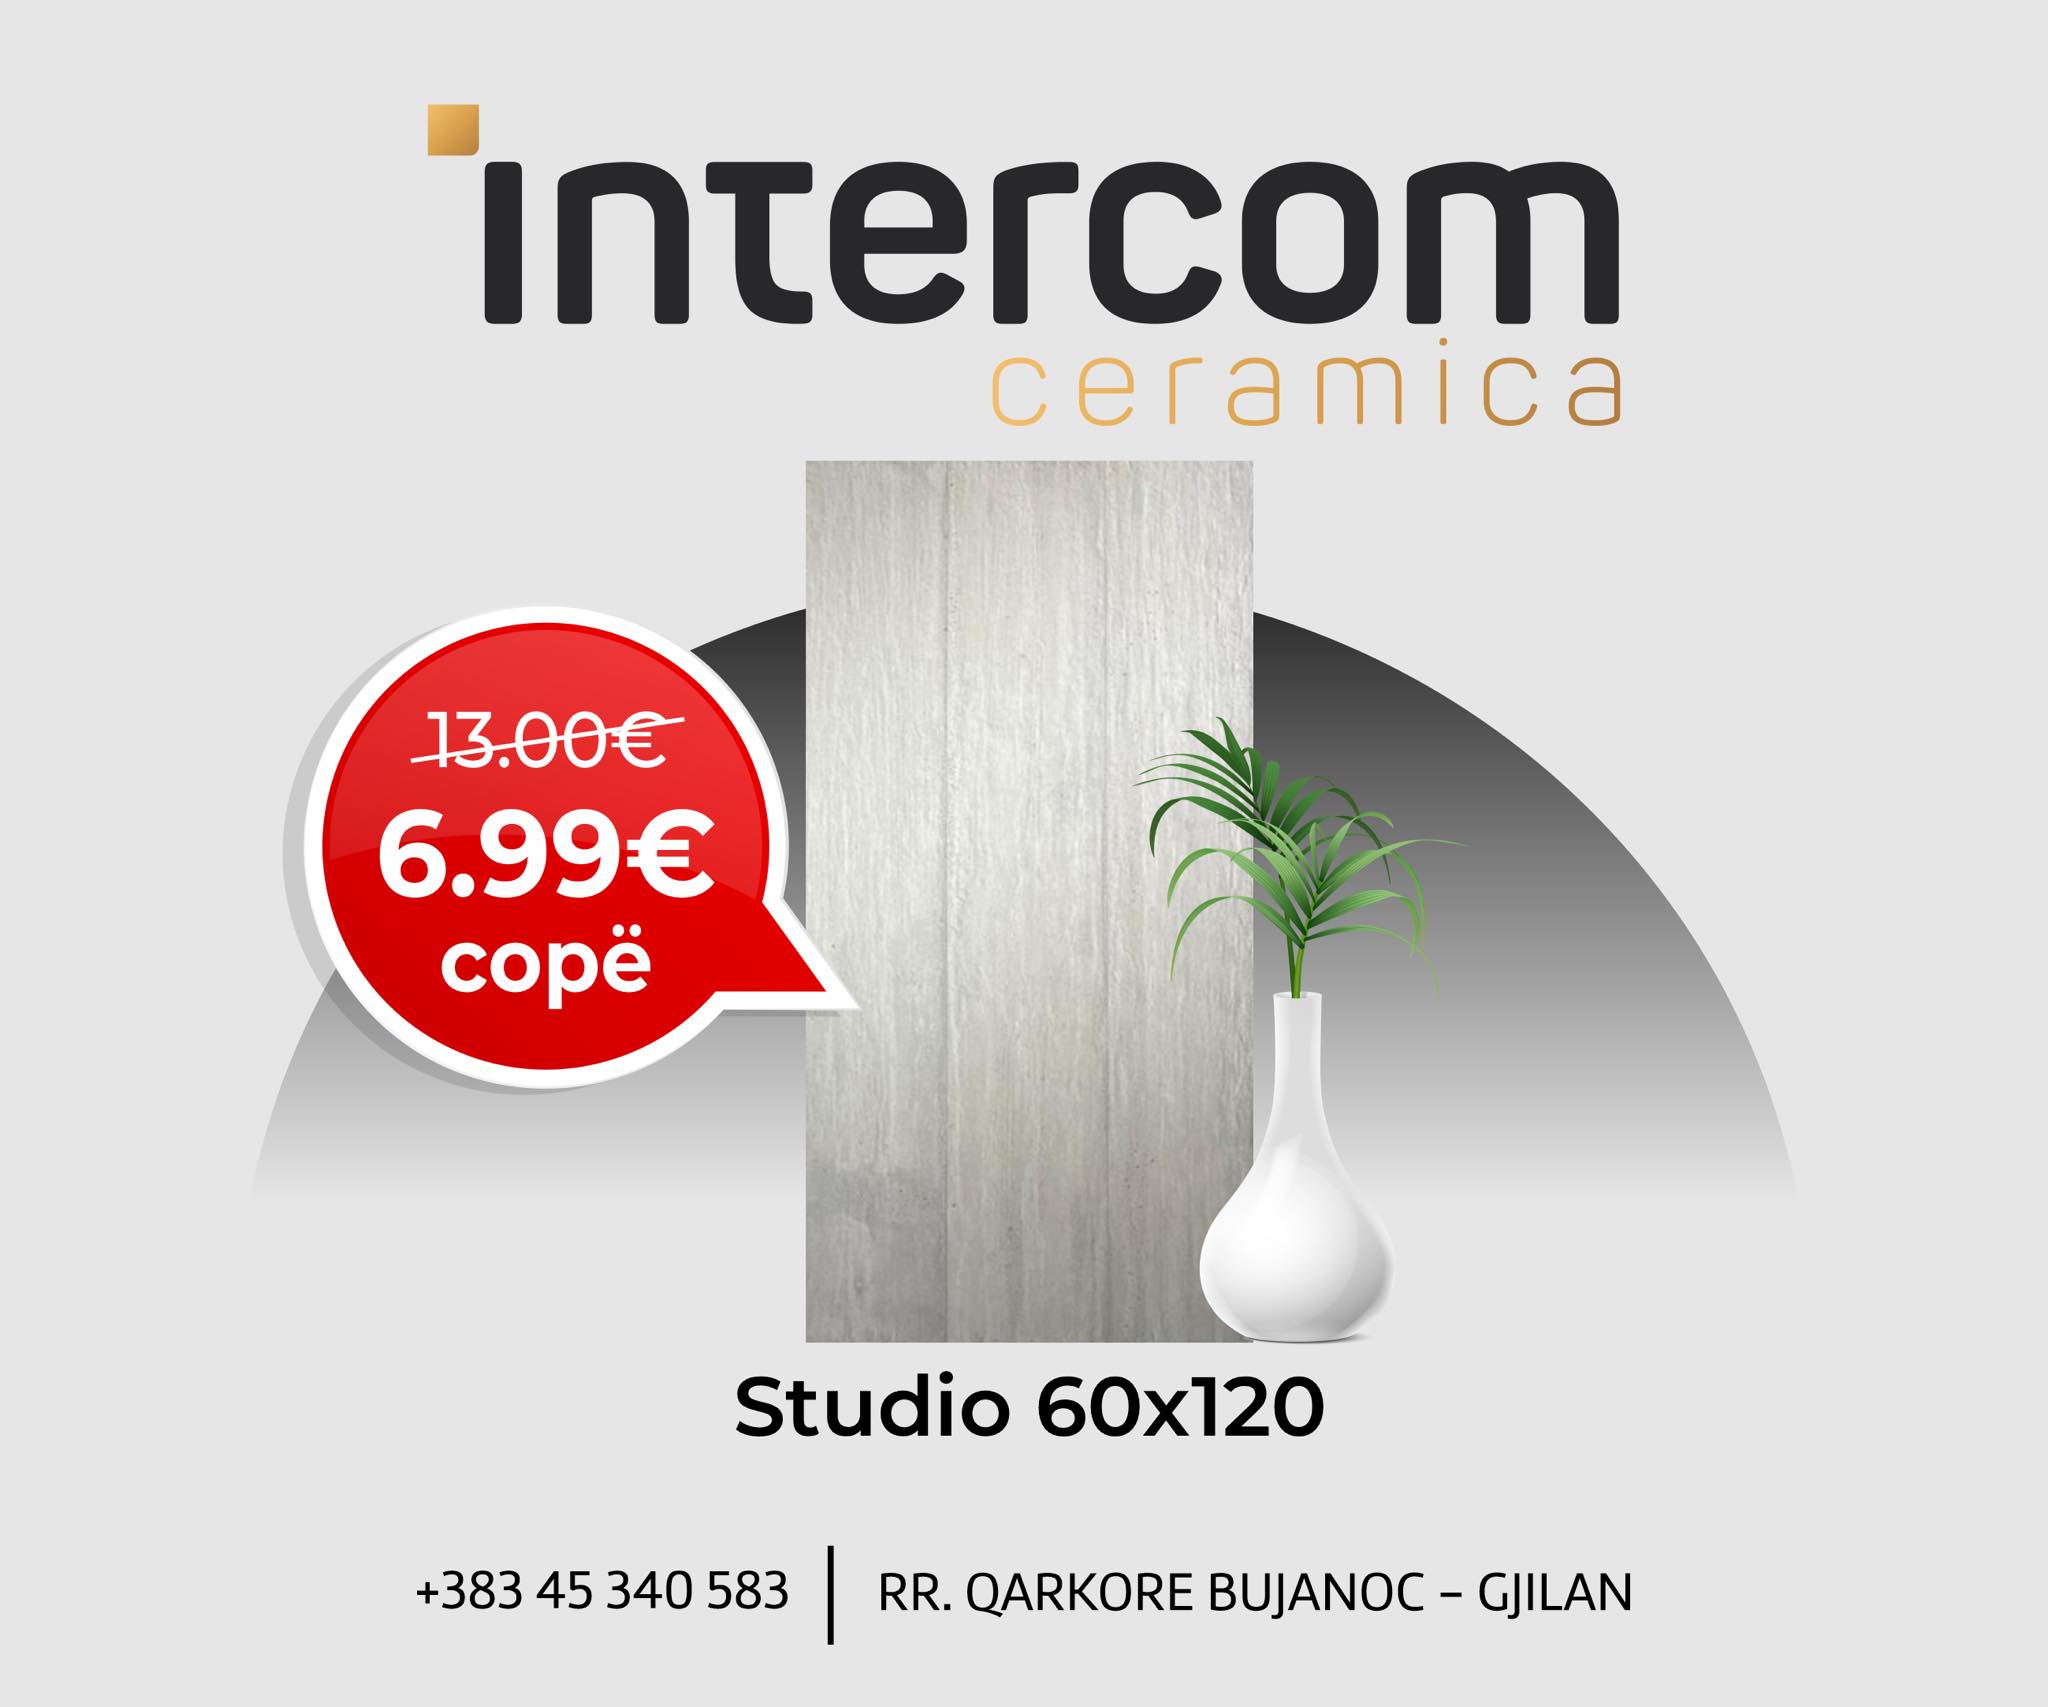 intercom
ceramica
13.00€
6.99€
copë
Studio 60x120
+383 45 340 583
RR. QARKORE BUJANOC – GJILAN